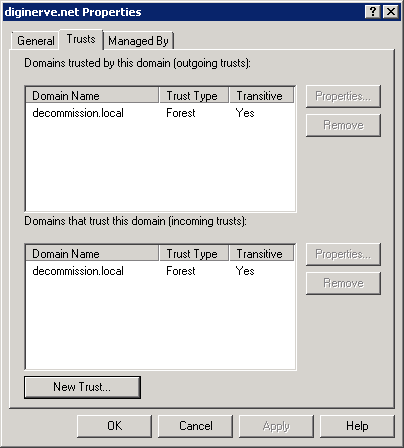 diginerve.net Properties
General Trusts Managed By
Domains trusted by this domain (outgoing trusts):
Domain Name Trust Type Transitive
decommission.local Forest Yes
Properties...
Remove
Domains that trust this domain (incoming trusts):
Domain Name Trust Type Transitive
decommission.local Forest Yes
Properties...
Remove
New Trust...
OK Cancel Apply Help